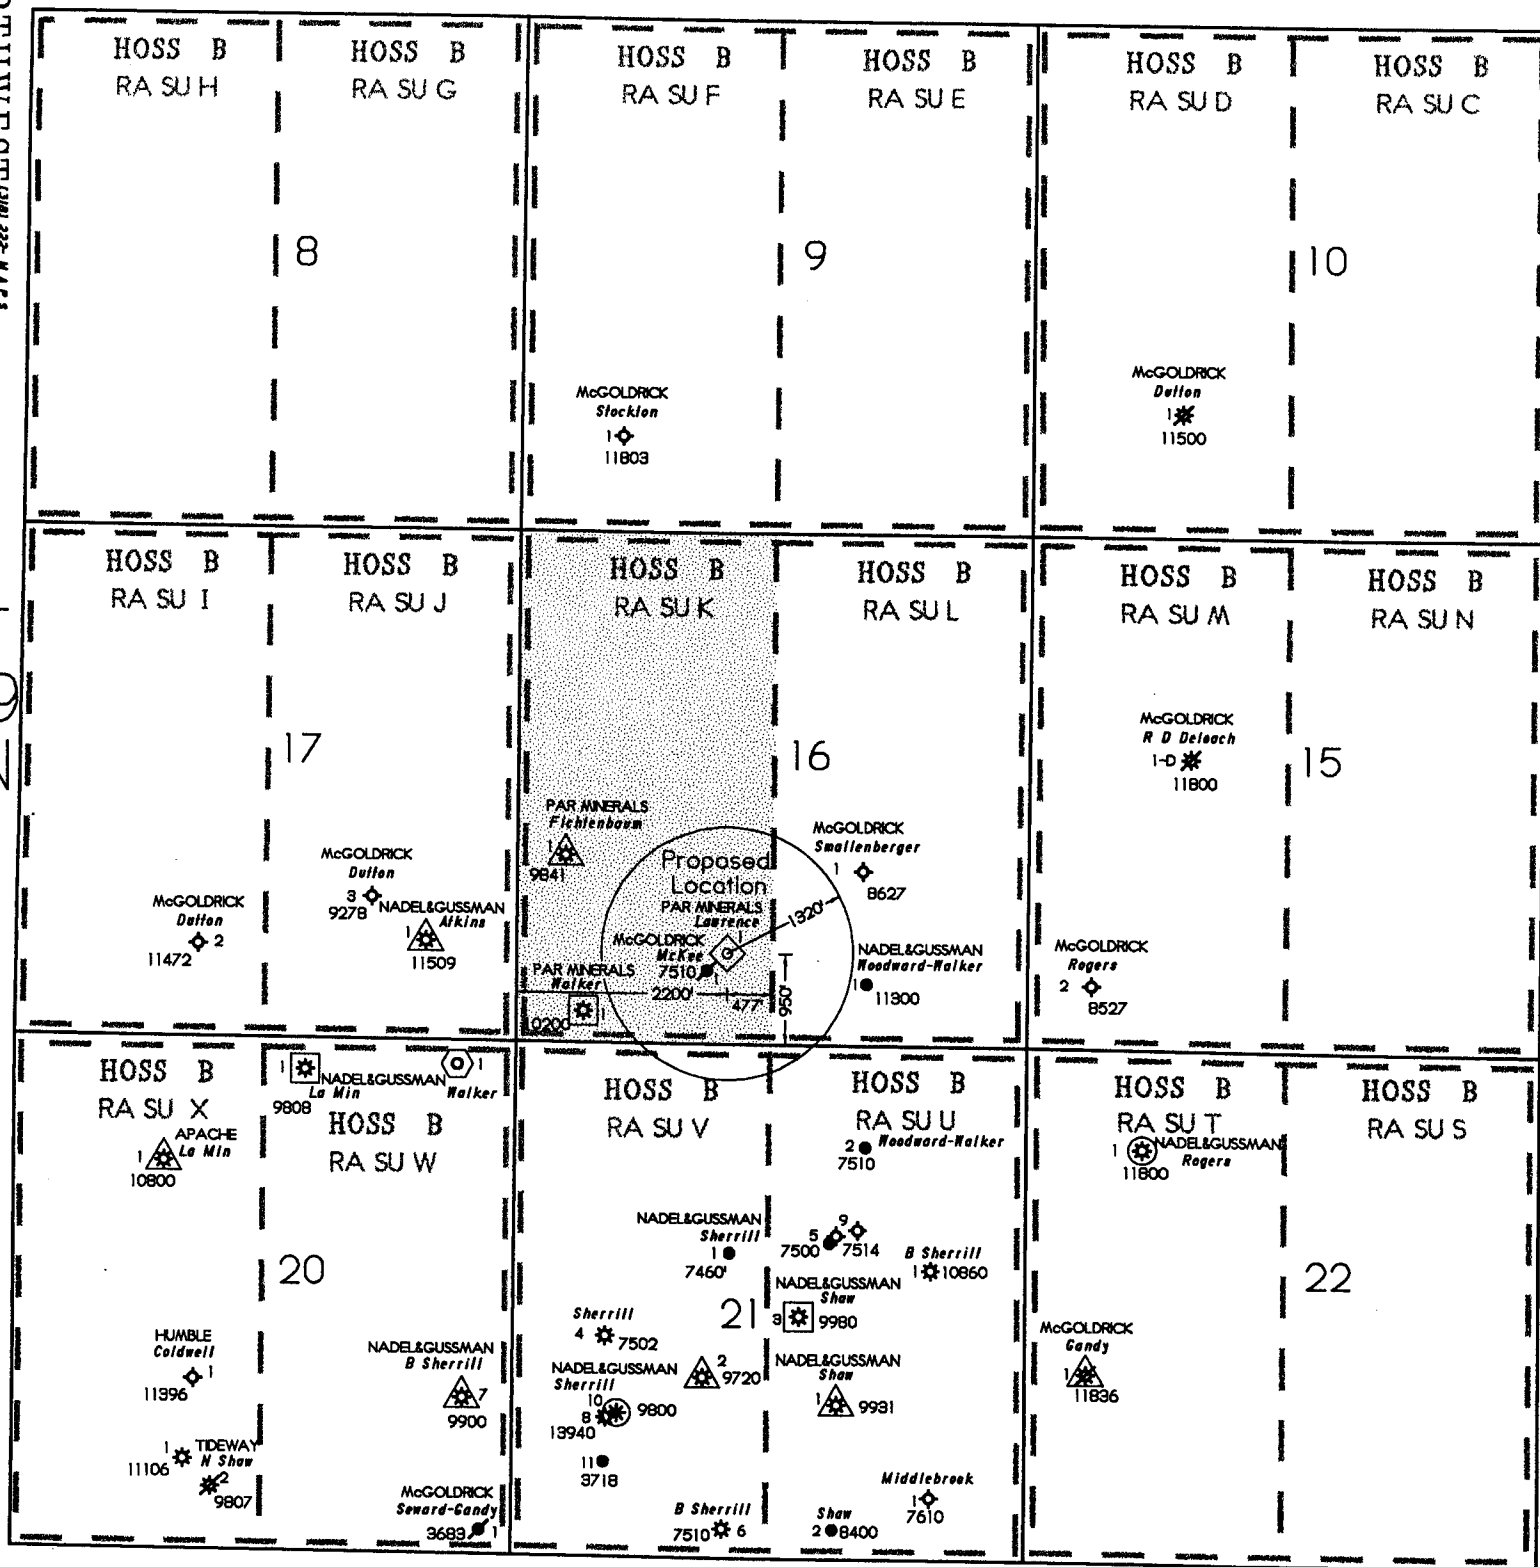 HOSS B
RA SU H
HOSS B
RA SU G
HOSS B
RA SU F
HOSS B
RA SU E
HOSS B
RA SU D
HOSS B
RA SU C
8
9
10
McGOLDRICK
Stockton
1
11803
McGOLDRICK
Dutton
1
11500
HOSS B
RA SU I
HOSS B
RA SU J
HOSS B
RA SU K
HOSS B
RA SU L
HOSS B
RA SU M
HOSS B
RA SU N
17
16
15
McGOLDRICK
R D Deloach
1-D
11800
PAR MINERALS
Fichtenbaum
1
9841
McGOLDRICK
Smallenberger
1
8627
Proposed
Location
PAR MINERALS
Lawrence
1
1320'
McGOLDRICK
McKee
7510
1
McGOLDRICK
Dutton
3
9278
NADEL&GUSSMAN
Atkins
1
11509
McGOLDRICK
Dutton
2
11472
PAR MINERALS
Walker
0200
1
2200'
477'
950'
NADEL&GUSSMAN
Woodward-Walker
1
11300
McGOLDRICK
Rogers
2
8527
HOSS B
RA SU X
1
NADEL&GUSSMAN
La Min
9808
1
Walker
HOSS B
RA SU W
HOSS B
RA SU V
HOSS B
RA SU U
HOSS B
RA SU T
HOSS B
RA SU S
APACHE
La Min
1
10800
2
Woodward-Walker
7510
1
NADEL&GUSSMAN
Rogers
11800
20
21
22
NADEL&GUSSMAN
Sherrill
1
7460'
9
5
7500
7514
B Sherrill
1
10860
NADEL&GUSSMAN
Shaw
3
9980
Sherrill
4
7502
HUMBLE
Coldwell
1
11396
NADEL&GUSSMAN
B Sherrill
7
9900
NADEL&GUSSMAN
Sherrill
10
8
9800
13940
2
9720
NADEL&GUSSMAN
Shaw
1
9931
McGOLDRICK
Gandy
1
11836
1
TIDEWAY
N Shaw
11106
2
9807
11
3718
McGOLDRICK
Seward-Gandy
3683
1
B Sherrill
7510
6
Shaw
2
8400
Middlebrook
1
7610